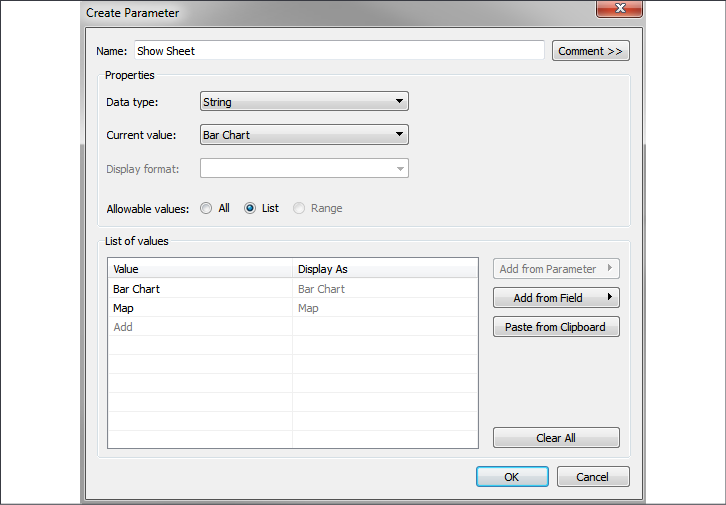 Create Parameter
Name: Show Sheet Comment >>
Properties
Data type: String
Current value: Bar Chart
Display format:
Allowable values: All List Range
List of values
Value Display As
Bar Chart Bar Chart
Map Map
Add
Add from Parameter
Add from Field
Paste from Clipboard
Clear All
OK Cancel